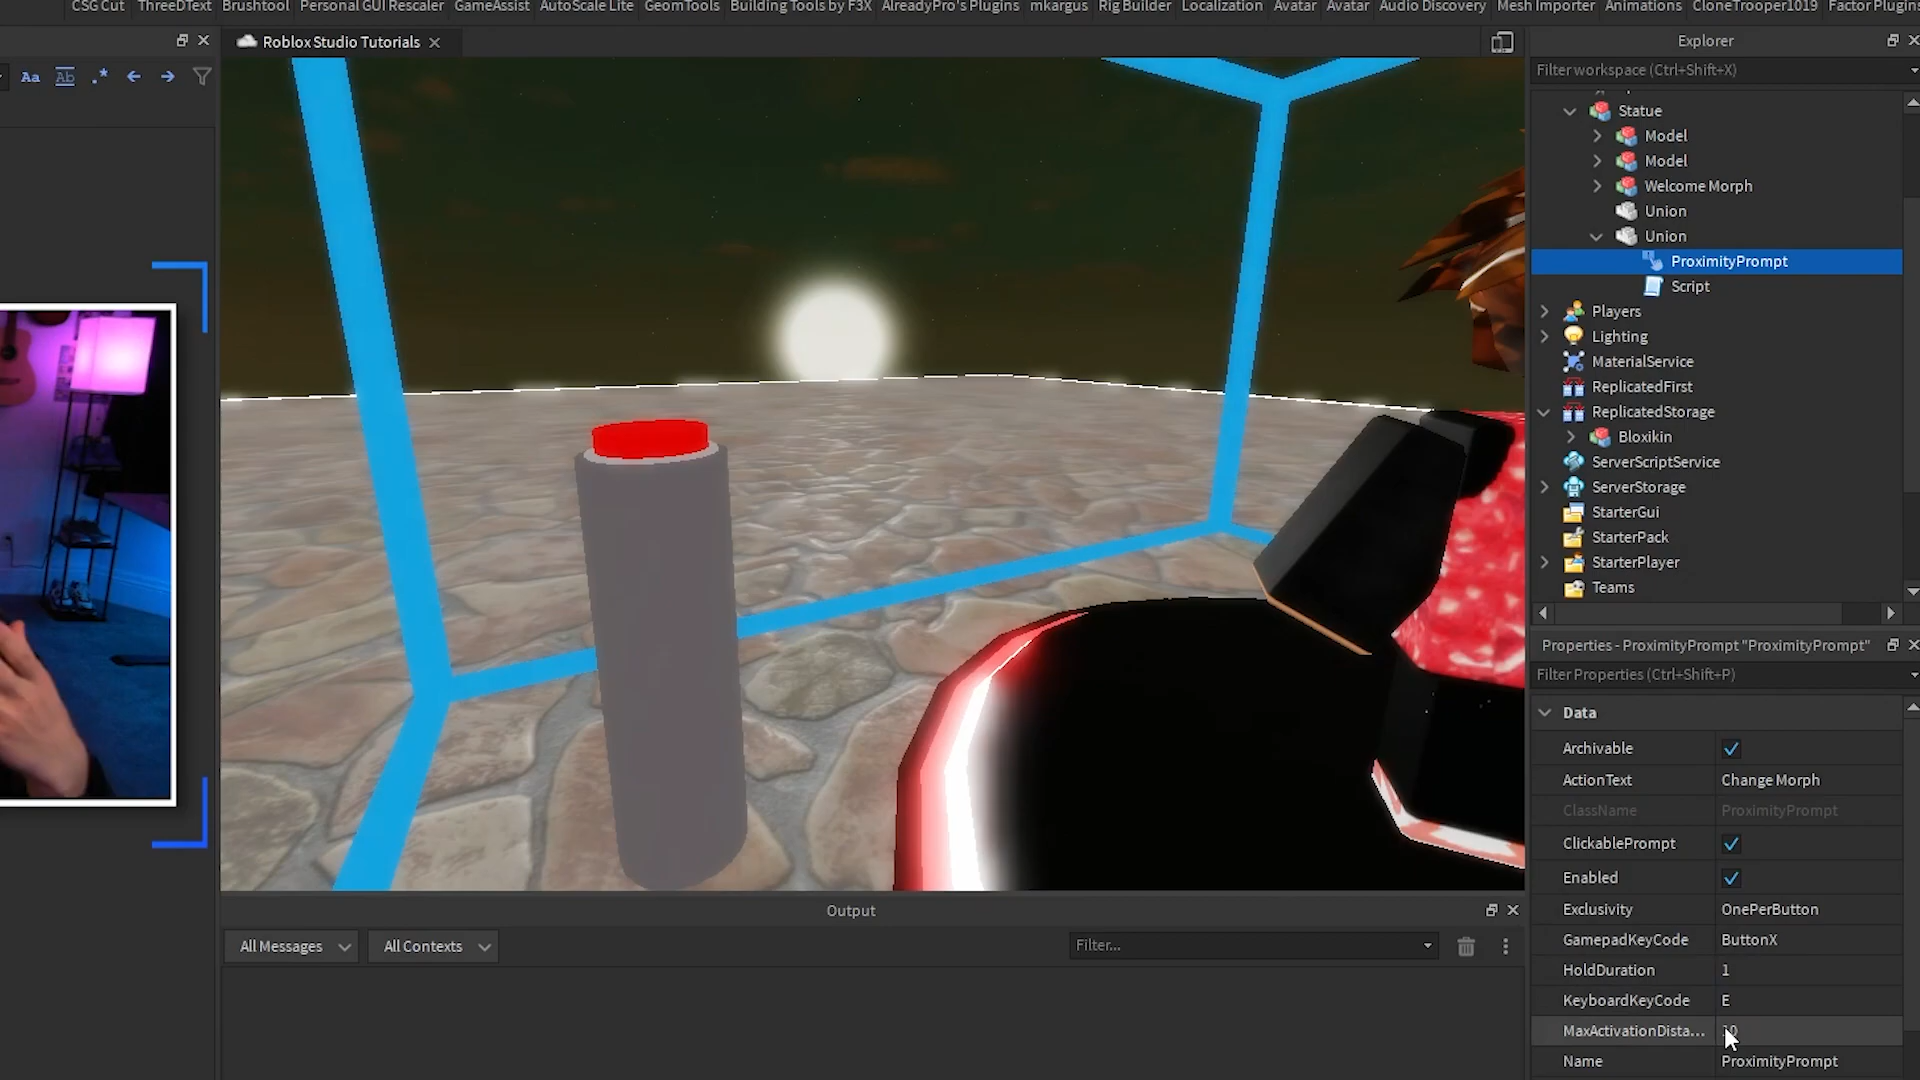 CSG Cut ThreeDText Brushtool Personal GUI Rescaler GameAssist AutoScale Lite GeomTools Building Tools by F3X AlreadyPro's Plugins mkargus Rig Builder Localization Avatar Avatar Audio Discovery Mesh Importer Animations CloneTrooper1019 Factor Plugins
Roblox Studio Tutorials
Explorer
Aa Ab .*
Filter workspace (Ctrl+Shift+X)
Statue
Model
Model
Welcome Morph
Union
Union
ProximityPrompt
Script
Players
Lighting
MaterialService
ReplicatedFirst
ReplicatedStorage
Bloxikin
ServerScriptService
ServerStorage
StarterGui
StarterPack
StarterPlayer
Teams
Properties - ProximityPrompt "ProximityPrompt"
Filter Properties (Ctrl+Shift+P)
Data
Archivable
ActionText Change Morph
ClassName ProximityPrompt
ClickablePrompt
Enabled
Exclusivity OnePerButton
GamepadKeyCode ButtonX
HoldDuration 1
KeyboardKeyCode E
MaxActivationDista...
Name ProximityPrompt
Output
All Messages All Contexts Filter...